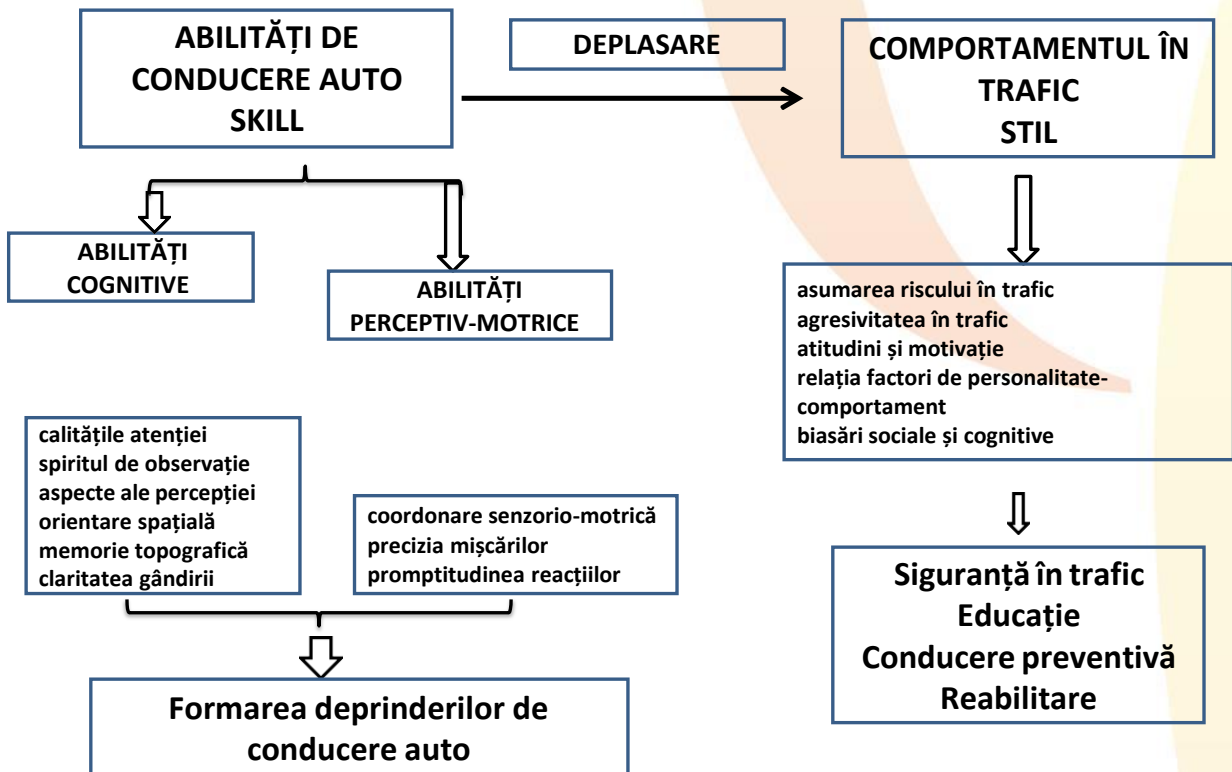 ABILITĂȚI DE
CONDUCERE AUTO
SKILL
DEPLASARE
COMPORTAMENTUL ÎN
TRAFIC
STIL
ABILITĂȚI
COGNITIVE
ABILITĂȚI
PERCEPTIV-MOTRICE
asumarea riscului în trafic
agresivitatea în trafic
atitudini și motivație
relația factori de personalitate-
comportament
biasări sociale și cognitive
calitățile atenției
spiritul de observație
aspecte ale percepției
orientare spațială
memorie topografică
claritatea gândirii
coordonare senzorio-motrică
precizia mișcărilor
promptitudinea reacțiilor
Siguranță în trafic
Educație
Conducere preventivă
Reabilitare
Formarea deprinderilor de
conducere auto